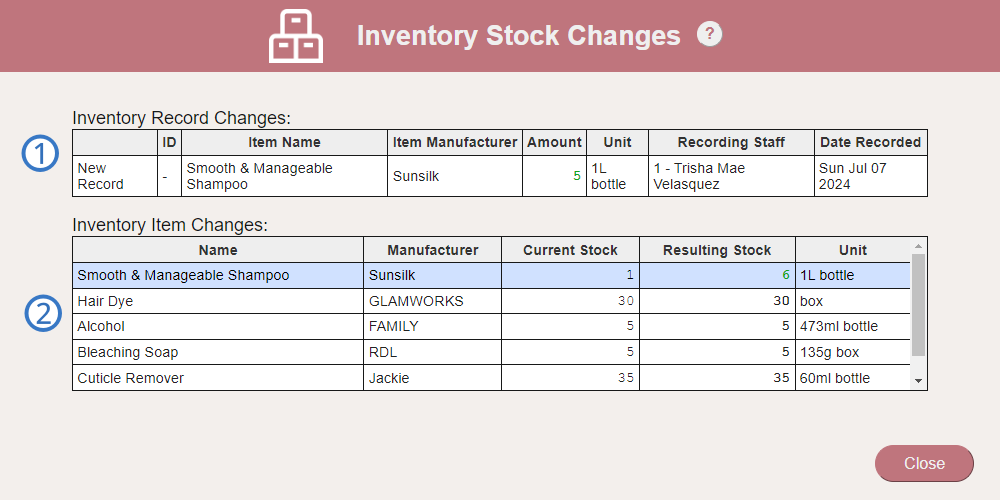 Inventory Stock Changes ?
Inventory Record Changes:
1
ID Item Name Item Manufacturer Amount Unit Recording Staff Date Recorded
New Record - Smooth & Manageable Shampoo Sunsilk 5 1L bottle 1 - Trisha Mae Velasquez Sun Jul 07 2024
Inventory Item Changes:
2
Name Manufacturer Current Stock Resulting Stock Unit
Smooth & Manageable Shampoo Sunsilk 1 6 1L bottle
Hair Dye GLAMWORKS 30 30 box
Alcohol FAMILY 5 5 473ml bottle
Bleaching Soap RDL 5 5 135g box
Cuticle Remover Jackie 35 35 60ml bottle
Close